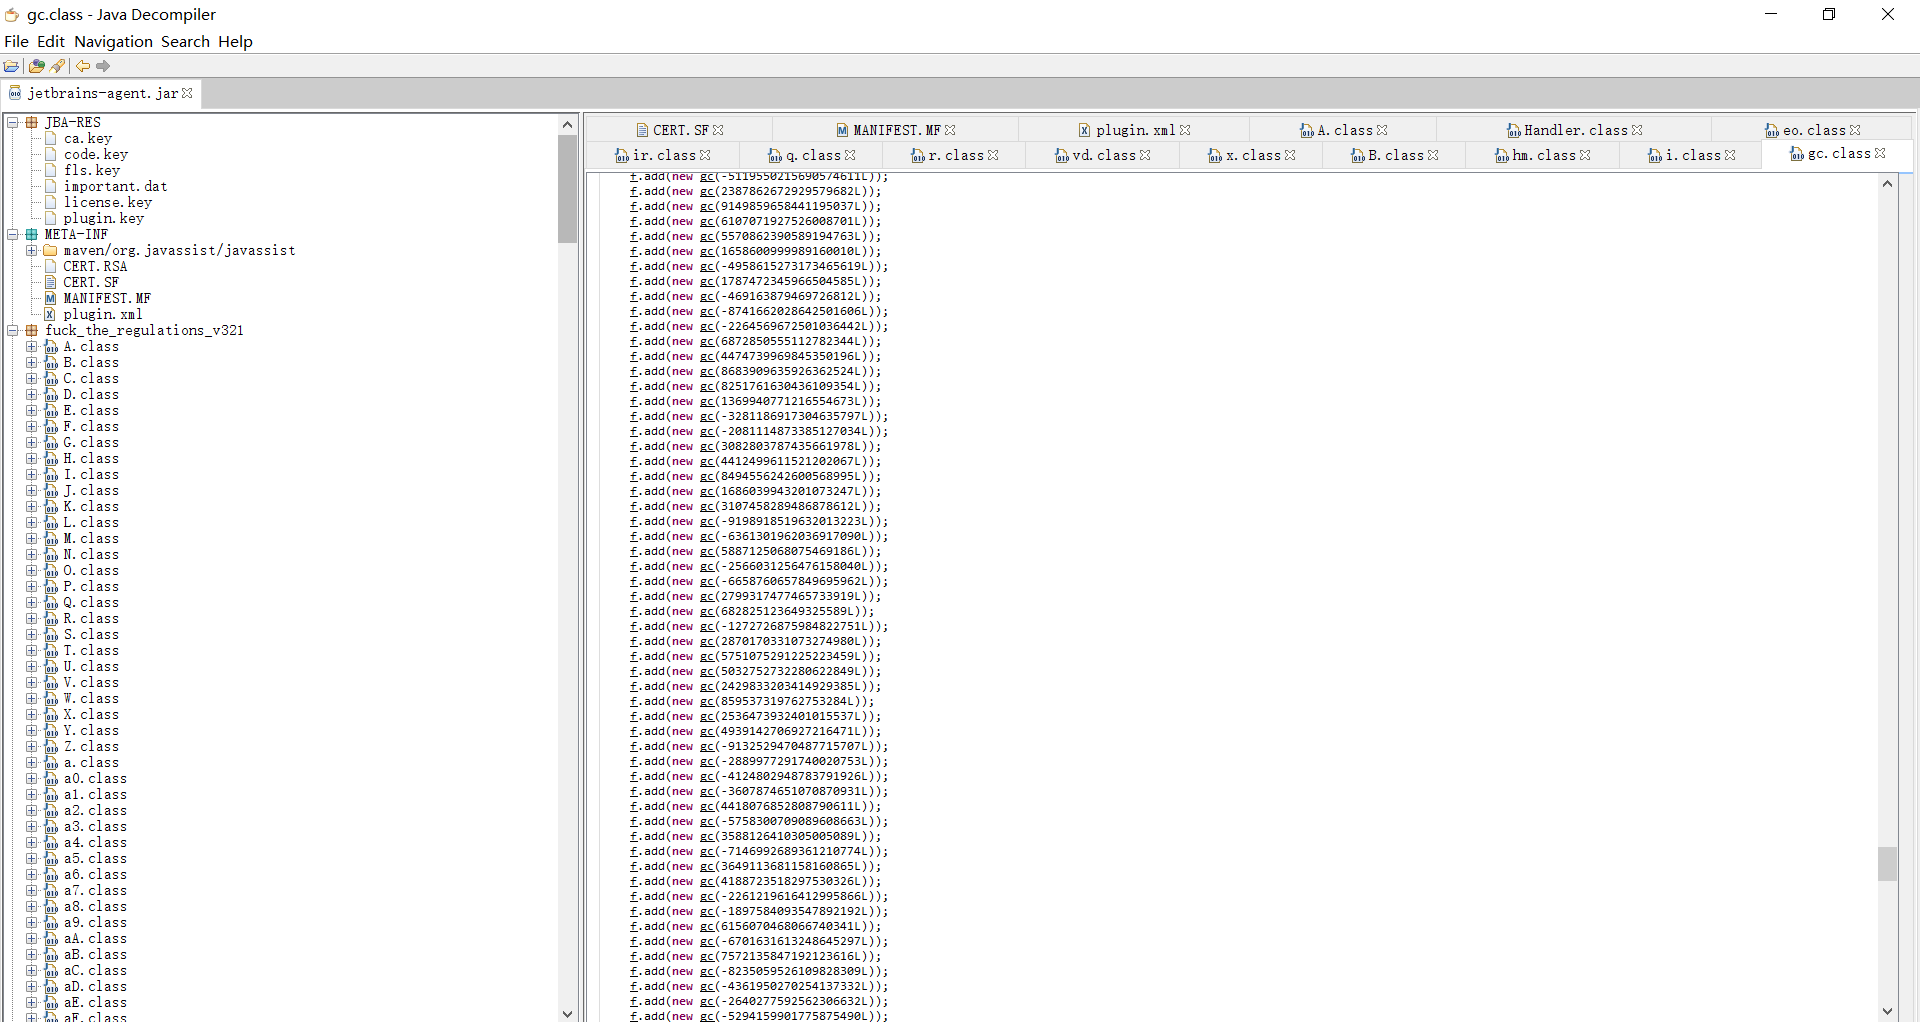 gc.class - Java Decompiler
File Edit Navigation Search Help
jetbrains-agent.jar
JBA-RES
ca.key
code.key
fls.key
important.dat
license.key
plugin.key
META-INF
maven/org.javassist/javassist
CERT.RSA
CERT.SF
MANIFEST.MF
plugin.xml
fuck_the_regulations_v321
A.class
B.class
C.class
D.class
E.class
F.class
G.class
H.class
I.class
J.class
K.class
L.class
M.class
N.class
O.class
P.class
Q.class
R.class
S.class
T.class
U.class
V.class
W.class
X.class
Y.class
Z.class
a.class
a0.class
a1.class
a2.class
a3.class
a4.class
a5.class
a6.class
a7.class
a8.class
a9.class
aA.class
aB.class
aC.class
aD.class
aE.class
aF.class
CERT.SF MANIFEST.MF plugin.xml A.class Handler.class eo.class
ir.class q.class r.class vd.class x.class B.class hm.class i.class gc.class
f.add(new gc(-5119550215690574611L));
f.add(new gc(2387862672929579682L));
f.add(new gc(9149859658441195037L));
f.add(new gc(6107071927526008701L));
f.add(new gc(5570862390589194763L));
f.add(new gc(1658600999989160010L));
f.add(new gc(-4958615273173465619L));
f.add(new gc(1787472345966504585L));
f.add(new gc(-469163879469726812L));
f.add(new gc(-8741662028642501606L));
f.add(new gc(-2264569672501036442L));
f.add(new gc(6872850555112782344L));
f.add(new gc(4474739969845350196L));
f.add(new gc(8683909635926362524L));
f.add(new gc(8251761630436109354L));
f.add(new gc(1369940771216554673L));
f.add(new gc(-3281186917304635797L));
f.add(new gc(-2081114873385127034L));
f.add(new gc(3082803787435661978L));
f.add(new gc(4412499611521202067L));
f.add(new gc(8494556242600568995L));
f.add(new gc(1686039943201073247L));
f.add(new gc(3107458289486878612L));
f.add(new gc(-9198918519632013223L));
f.add(new gc(-6361301962036917090L));
f.add(new gc(5887125068075469186L));
f.add(new gc(-2566031256476158040L));
f.add(new gc(-6658760657849695962L));
f.add(new gc(2799317477465733919L));
f.add(new gc(682825123649325589L));
f.add(new gc(-1272726875984822751L));
f.add(new gc(2870170331073274980L));
f.add(new gc(5751075291225223459L));
f.add(new gc(5032752732280622849L));
f.add(new gc(2429833203414929385L));
f.add(new gc(859537319762753284L));
f.add(new gc(2536473932401015537L));
f.add(new gc(4939142706927216471L));
f.add(new gc(-9132529470487715707L));
f.add(new gc(-2889977291740020753L));
f.add(new gc(-4124802948783791926L));
f.add(new gc(-3607874651070870931L));
f.add(new gc(4418076852808790611L));
f.add(new gc(-5758300709089608663L));
f.add(new gc(3588126410305005089L));
f.add(new gc(-7146992689361210774L));
f.add(new gc(3649113681158160865L));
f.add(new gc(4188723518297530326L));
f.add(new gc(-2261219616412995866L));
f.add(new gc(-1897584093547892192L));
f.add(new gc(6156070468066740341L));
f.add(new gc(-6701631613248645297L));
f.add(new gc(7572135847192123616L));
f.add(new gc(-8235059526109828309L));
f.add(new gc(-4361950270254137332L));
f.add(new gc(-2640277592562306632L));
f.add(new gc(-5294159901775875490L));